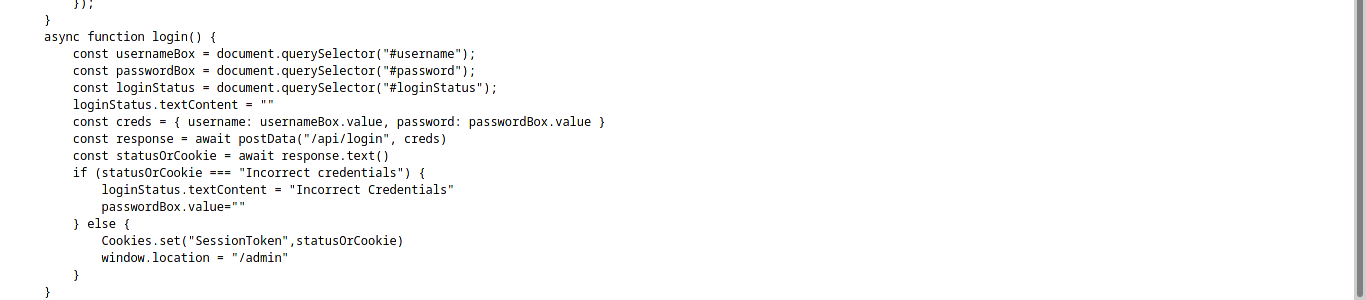 });
}
async function login() {
const usernameBox = document.querySelector("#username");
const passwordBox = document.querySelector("#password");
const loginStatus = document.querySelector("#loginStatus");
loginStatus.textContent = ""
const creds = { username: usernameBox.value, password: passwordBox.value }
const response = await postData("/api/login", creds)
const statusOrCookie = await response.text()
if (statusOrCookie === "Incorrect credentials") {
loginStatus.textContent = "Incorrect Credentials"
passwordBox.value=""
} else {
Cookies.set("SessionToken",statusOrCookie)
window.location = "/admin"
}
}